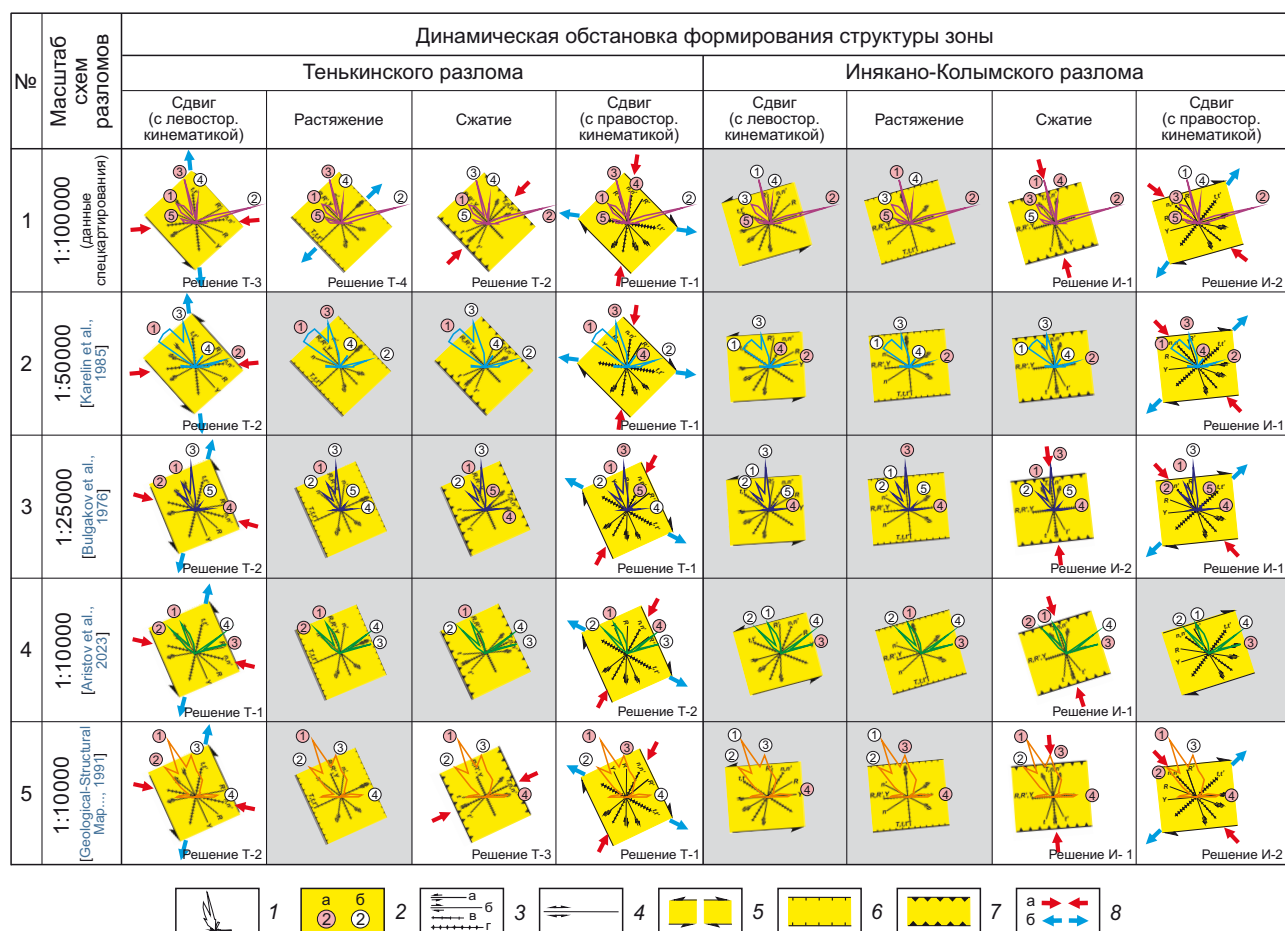 Динамическая обстановка формирования структуры зоны
№
Масштаб
схем
разломов
Тенькинского разлома
Инякано-Колымского разлома
Сдвиг
(с левостор.
кинематикой)
Растяжение
Сжатие
Сдвиг
(с правостор.
кинематикой)
Сдвиг
(с левостор.
кинематикой)
Растяжение
Сжатие
Сдвиг
(с правостор.
кинематикой)
1
1:100000
(данные
спецкартирования)
Решение Т-3
Решение Т-4
Решение Т-2
Решение Т-1
Решение И-1
Решение И-2
2
1:50000
[Karelin et al.,
1985]
Решение Т-2
Решение Т-1
Решение И-1
3
1:25000
[Bulgakov et al.,
1976]
Решение Т-2
Решение Т-1
Решение И-2
Решение И-1
4
1:10000
[Aristov et al.,
2023]
Решение Т-1
Решение Т-2
Решение И-1
5
1:10000
[Geological-Structural
Map..., 1991]
Решение Т-2
Решение Т-3
Решение Т-1
Решение И- 1
Решение И-2
1
а б
2 2
2
а
б
в
г
3
4
5
6
7
а
б
8